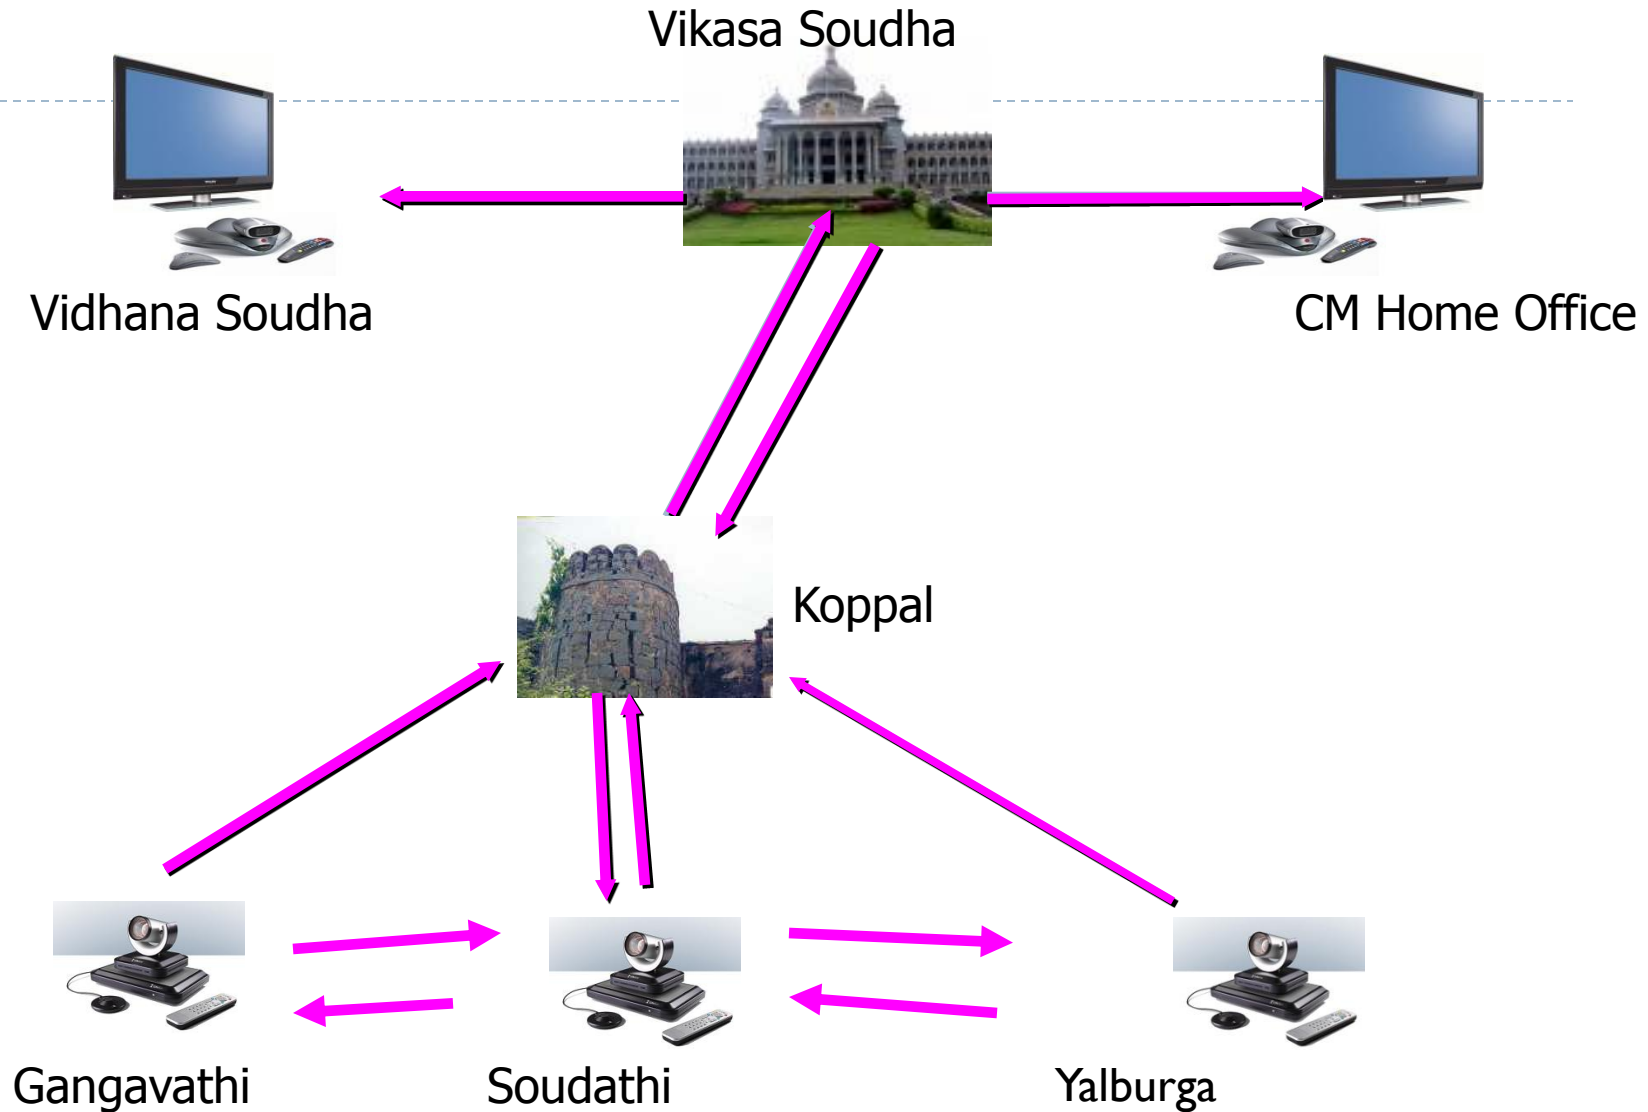 Vikasa Soudha
Vidhana Soudha
CM Home Office
Koppal
Gangavathi
Soudathi
Yalburga